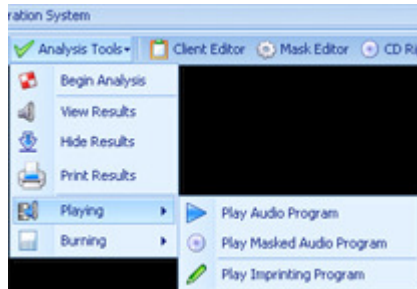 ration System
Analysis Tools Client Editor Mask Editor CD Ri
Begin Analysis
View Results
Hide Results
Print Results
Playing
Play Audio Program
Burning
Play Masked Audio Program
Play Imprinting Program